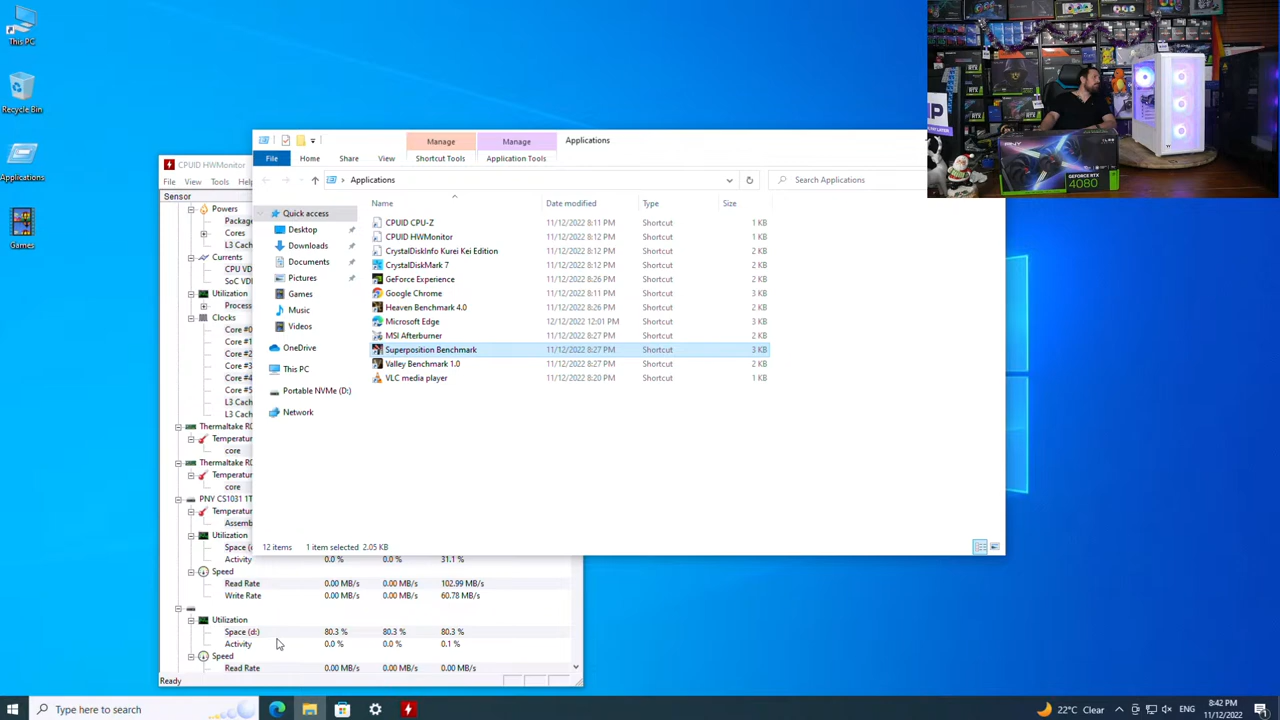 This PC
Recycle Bin
Applications
Games
CPUID HWMonitor
File View Tools Help
Sensor
Powers
Package
Cores
L3 Cach
Currents
CPU VD
SoC VD
Utilization
Process
Clocks
Core #0
Core #1
Core #2
Core #3
Core #4
Core #5
L3 Cach
L3 Cach
Thermaltake R
Temperatur
core
Thermaltake R
Temperatur
core
PNY CS1031 1T
Temperatur
Assemb
Utilization
Space (c
Activity 0.0 % 0.0 % 31.1 %
Speed
Read Rate 0.00 MB/s 0.00 MB/s 102.99 MB/s
Write Rate 0.00 MB/s 0.00 MB/s 60.78 MB/s
Utilization
Space (d:) 80.3 % 80.3 % 80.3 %
Activity 0.0 % 0.0 % 0.1 %
Speed
Read Rate 0.00 MB/s 0.00 MB/s 0.00 MB/s
Ready
Manage Manage Applications
File Home Share View Shortcut Tools Application Tools
Applications
Search Applications
Quick access
Desktop
Downloads
Documents
Pictures
Games
Music
Videos
OneDrive
This PC
Portable NVMe (D:)
Network
Name Date modified Type Size
CPUID CPU-Z 11/12/2022 8:11 PM Shortcut 1 KB
CPUID HWMonitor 11/12/2022 8:12 PM Shortcut 1 KB
CrystalDiskInfo Kurei Kei Edition 11/12/2022 8:12 PM Shortcut 1 KB
CrystalDiskMark 7 11/12/2022 8:12 PM Shortcut 1 KB
GeForce Experience 11/12/2022 8:26 PM Shortcut 2 KB
Google Chrome 11/12/2022 8:11 PM Shortcut 3 KB
Heaven Benchmark 4.0 11/12/2022 8:26 PM Shortcut 2 KB
Microsoft Edge 12/12/2022 12:01 PM Shortcut 3 KB
MSI Afterburner 11/12/2022 8:27 PM Shortcut 2 KB
Superposition Benchmark 11/12/2022 8:27 PM Shortcut 3 KB
Valley Benchmark 1.0 11/12/2022 8:27 PM Shortcut 2 KB
VLC media player 11/12/2022 8:20 PM Shortcut 1 KB
12 items 1 item selected 2.05 KB
PNY
GEFORCE RTX
4080
Type here to search
22°C Clear
ENG
8:42 PM
11/12/2022